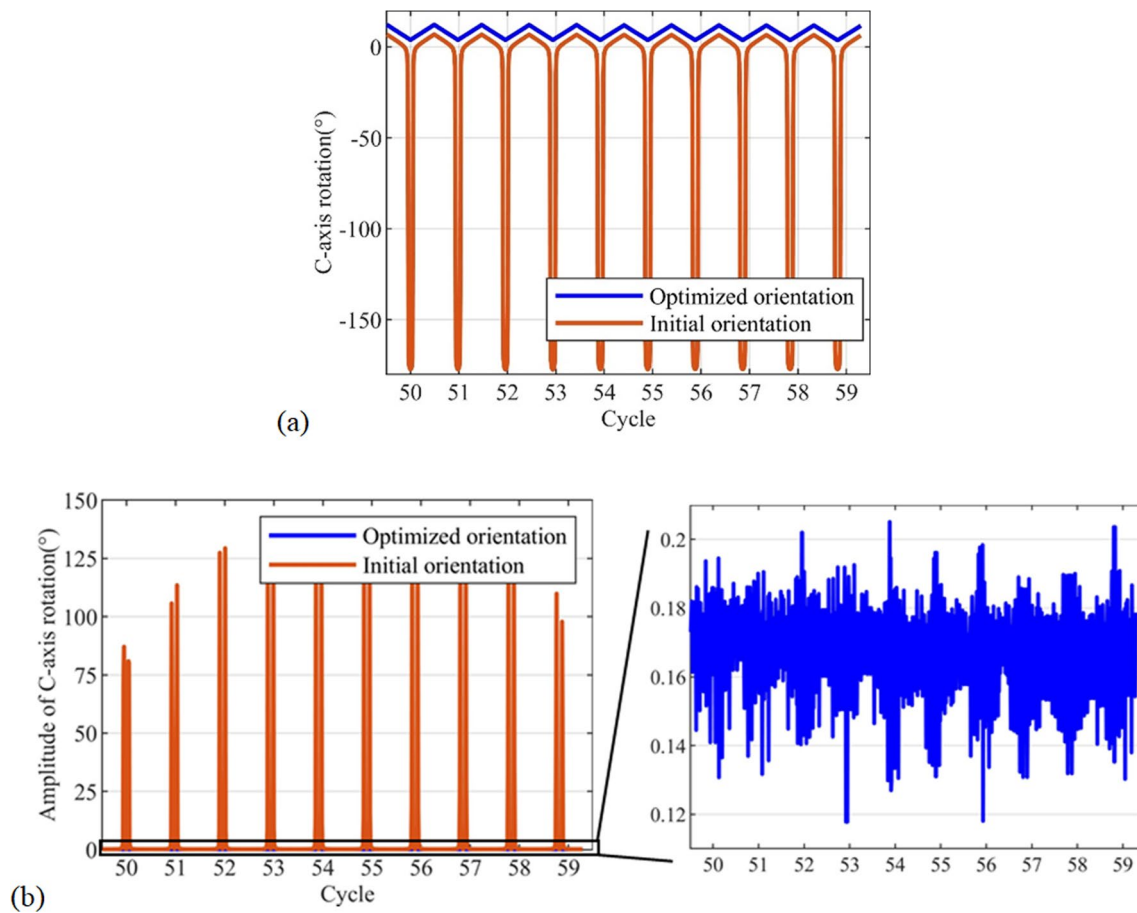 0
-50
-100
-150
C-axis rotation(°)
Optimized orientation
Initial orientation
50 51 52 53 54 55 56 57 58 59
Cycle
(a)
150
125
100
75
50
25
0
Amplitude of C-axis rotation(°)
Optimized orientation
Initial orientation
50 51 52 53 54 55 56 57 58 59
Cycle
(b)
0.2
0.18
0.16
0.14
0.12
50 51 52 53 54 55 56 57 58 59